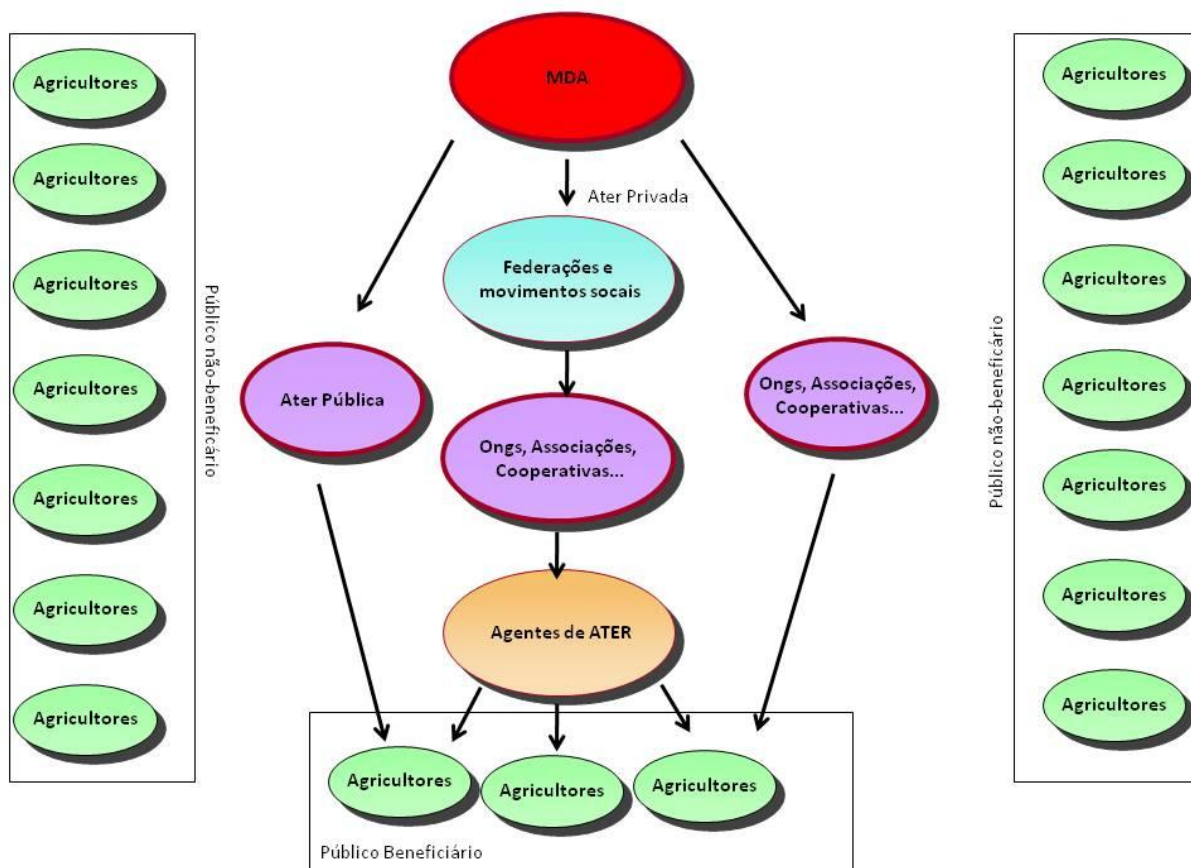 MDA
Ater Privada
Federações e
movimentos socais
Ater Pública
Ongs, Associações,
Cooperativas...
Ongs, Associações,
Cooperativas...
Agentes de ATER
Agricultores
Agricultores
Agricultores
Público Beneficiário
Agricultores
Agricultores
Agricultores
Agricultores
Agricultores
Agricultores
Agricultores
Público não-beneficário
Agricultores
Agricultores
Agricultores
Agricultores
Agricultores
Agricultores
Agricultores
Público não-beneficário